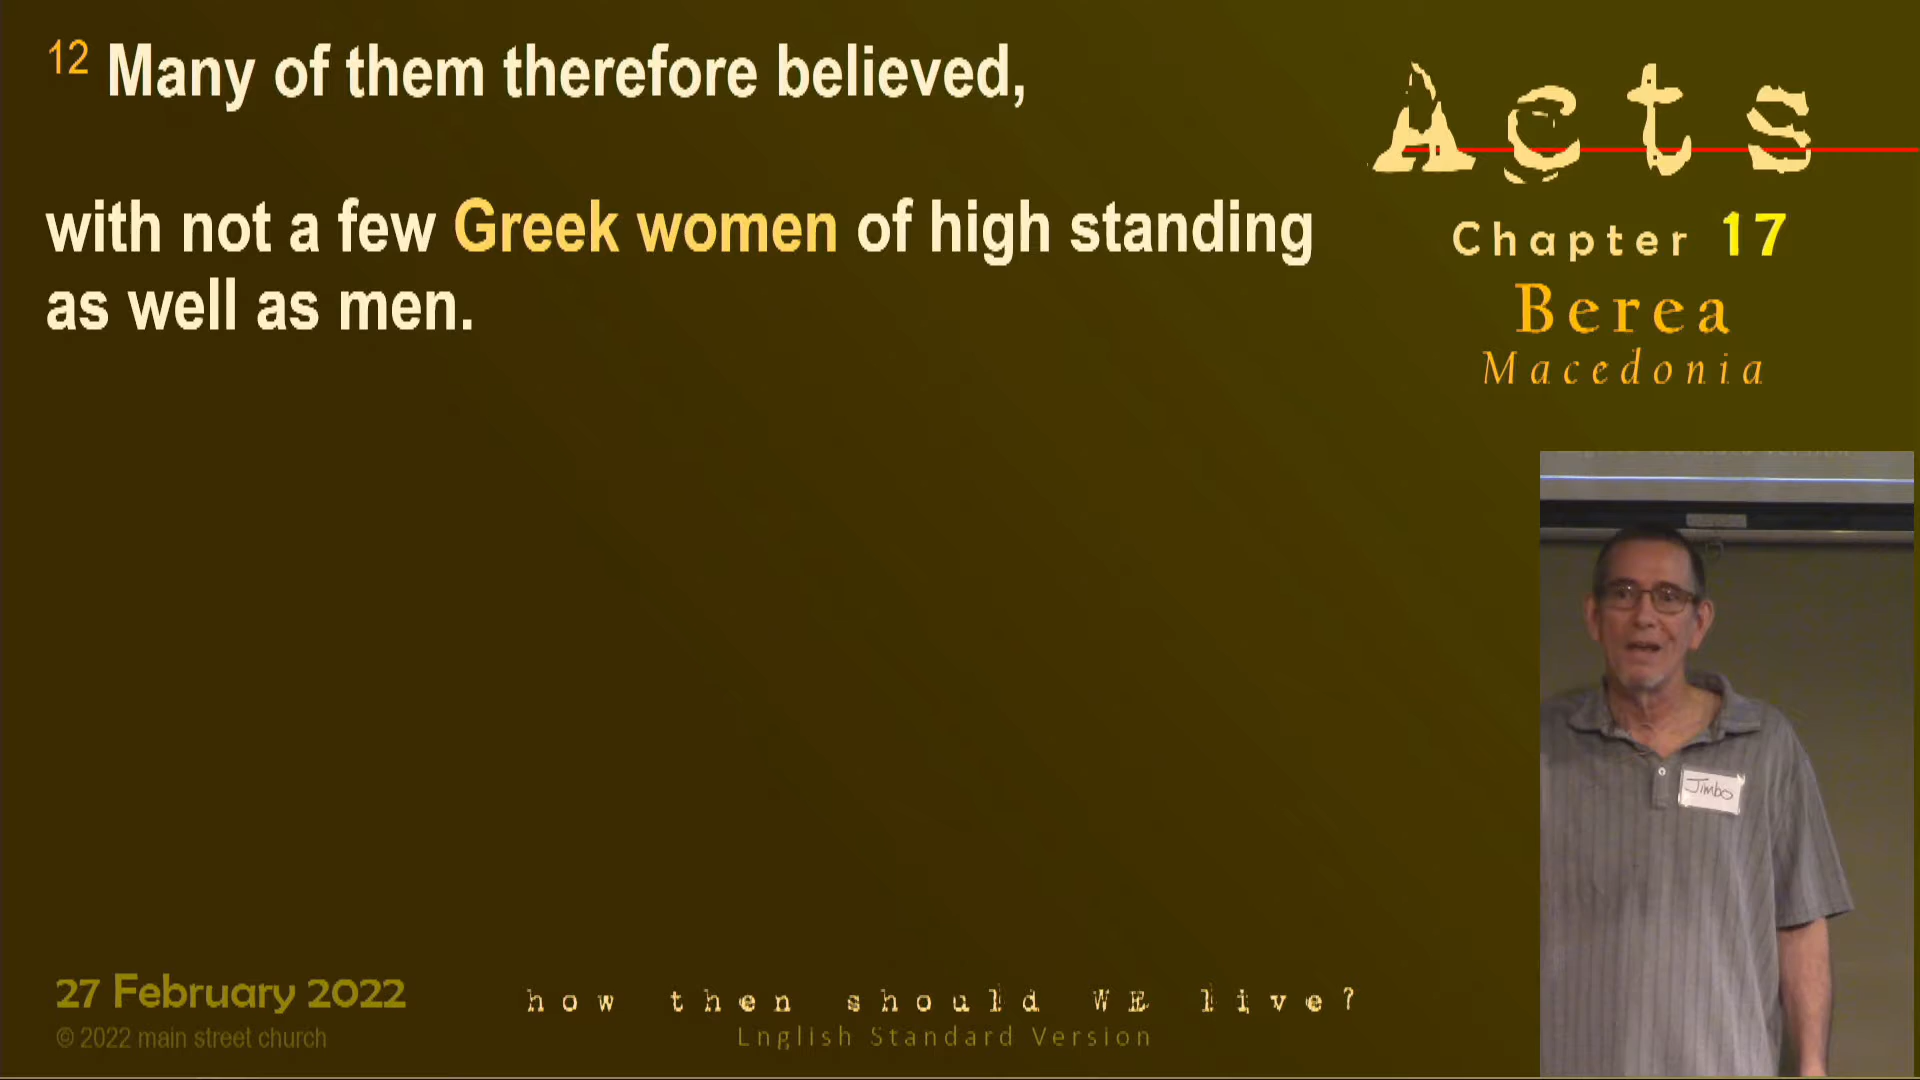 12 Many of them therefore believed,
with not a few Greek women of high standing
as well as men.
Acts
Chapter 17
Berea
Macedonia
Jimbo
27 February 2022
how then should WE live?
© 2022 main street church
English Standard Version